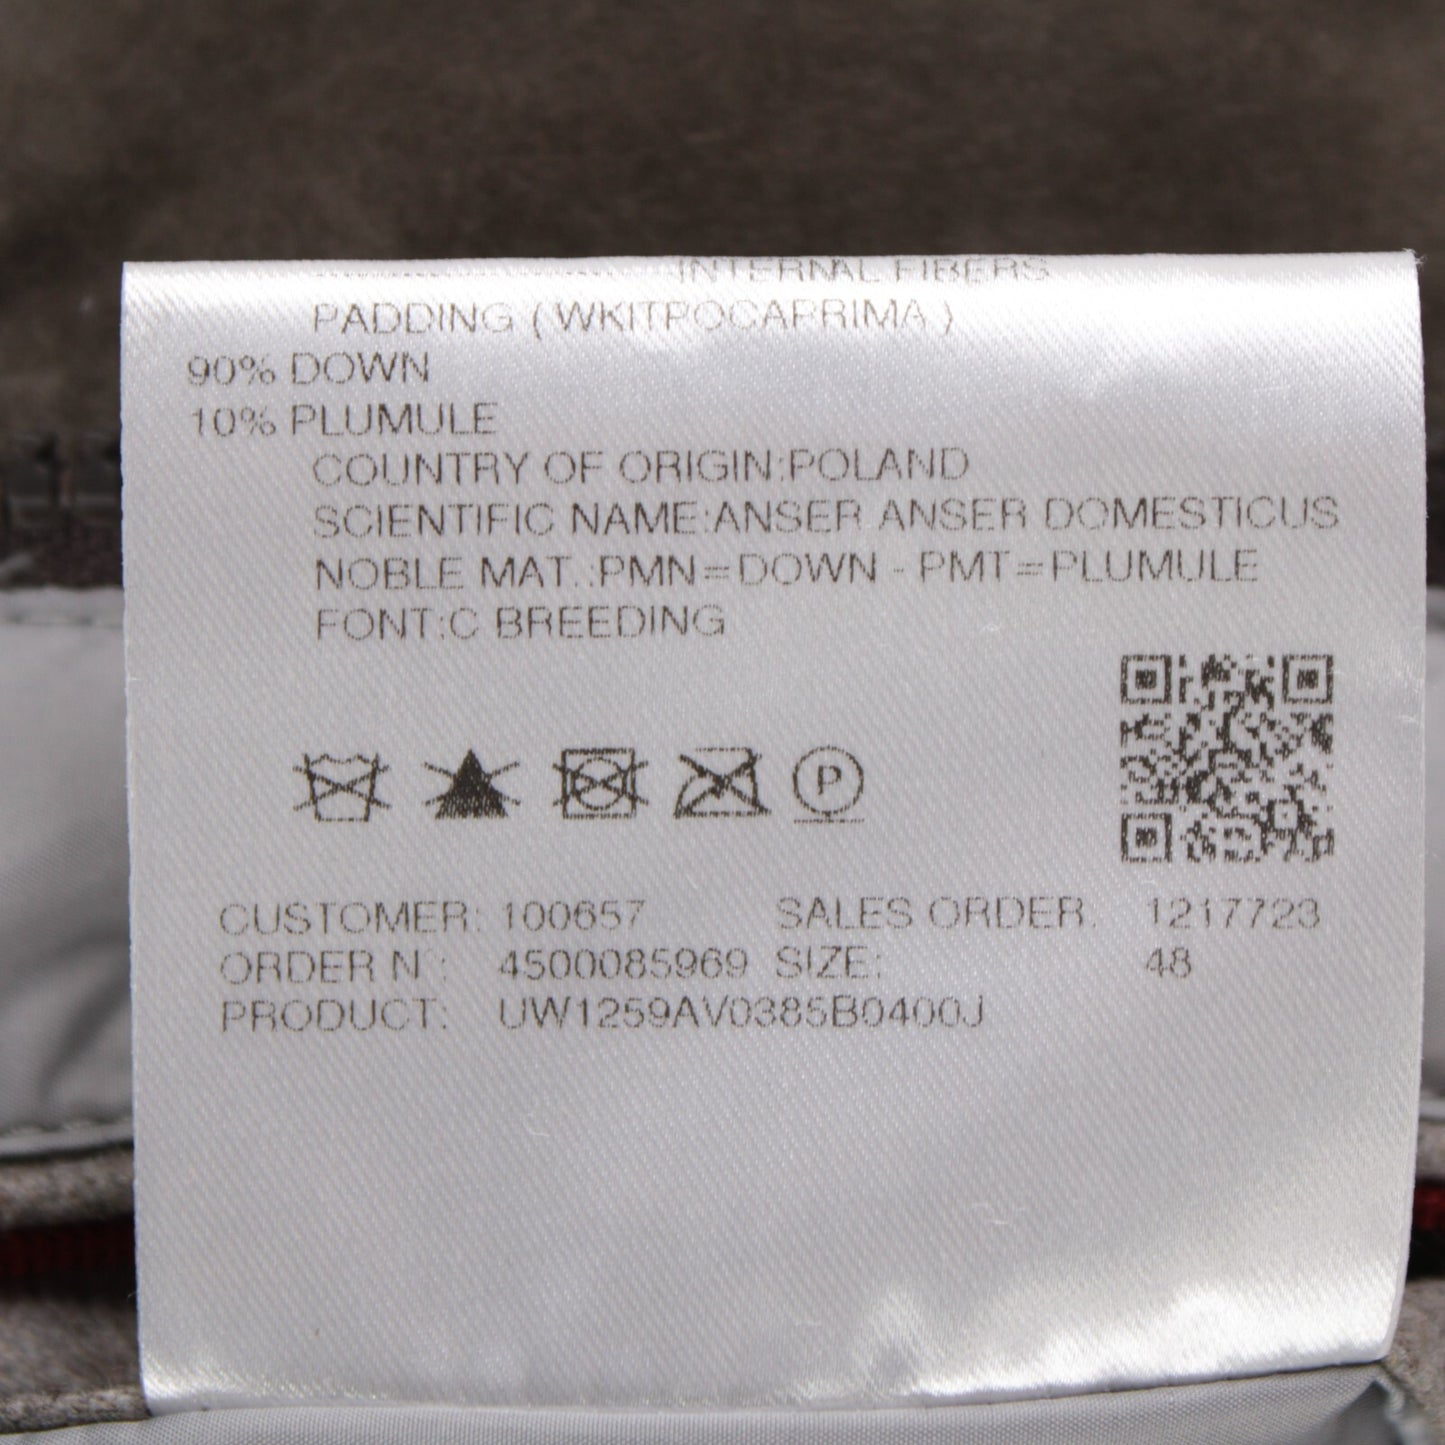 INTERNAL FIBERS
PADDING ( WKITPOCAPRIMA )
90% DOWN
10% PLUMULE
COUNTRY OF ORIGIN:POLAND
SCIENTIFIC NAME:ANSER ANSER DOMESTICUS
NOBLE MAT.:PMN=DOWN - PMT=PLUMULE
FONT:C BREEDING
P
CUSTOMER: 100657 SALES ORDER. 1217723
ORDER N°: 4500085969 SIZE: 48
PRODUCT: UW1259AV0385B0400J